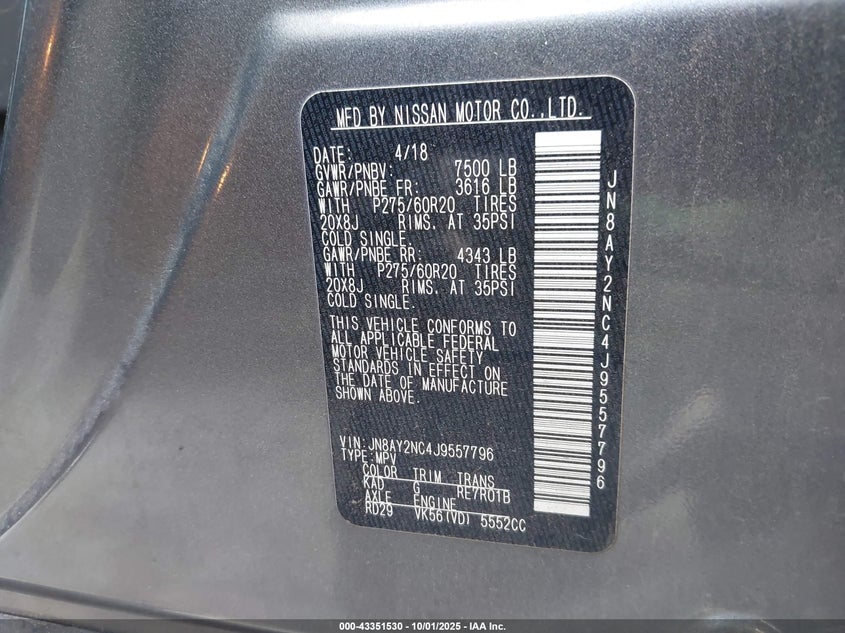 MFD BY NISSAN MOTOR CO.,LTD.
DATE: 4/18
GVWR/PNBV: 7500 LB
GAWR/PNBE FR: 3616 LB
WITH P275/60R20 TIRES
20X8J RIMS. AT 35PSI
COLD SINGLE.
GAWR/PNBE RR: 4343 LB
WITH P275/60R20 TIRES
20X8J RIMS. AT 35PSI
COLD SINGLE.
THIS VEHICLE CONFORMS TO
ALL APPLICABLE FEDERAL
MOTOR VEHICLE SAFETY
STANDARDS IN EFFECT ON
THE DATE OF MANUFACTURE
SHOWN ABOVE.
VIN:JN8AY2NC4J9557796
TYPE:MPV
COLOR TRIM TRANS
KAD G RE7R01B
AXLE ENGINE
RD29 VK56(VD) 5552CC
JN8AY2NC4J9557796
000-43351530 - 10/01/2025 - IAA Inc.